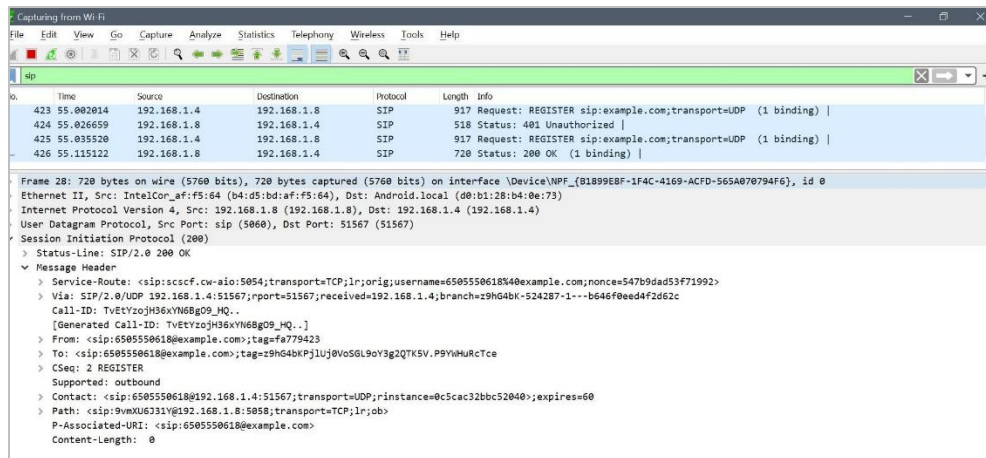 Capturing from Wi-Fi
File Edit View Go Capture Analyze Statistics Telephony Wireless Tools Help
sip
No. Time Source Destination Protocol Length Info
423 55.002014 192.168.1.4 192.168.1.8 SIP 917 Request: REGISTER sip:example.com;transport=UDP (1 binding) |
424 55.026659 192.168.1.8 192.168.1.4 SIP 518 Status: 401 Unauthorized |
425 55.035520 192.168.1.4 192.168.1.8 SIP 917 Request: REGISTER sip:example.com;transport=UDP (1 binding) |
426 55.115122 192.168.1.8 192.168.1.4 SIP 720 Status: 200 OK (1 binding) |
Frame 28: 720 bytes on wire (5760 bits), 720 bytes captured (5760 bits) on interface \Device\NPF_{B1899E8F-1F4C-4169-ACFD-565A070794F6}, id 0
Ethernet II, Src: IntelCor_af:f5:64 (b4:d5:bd:af:f5:64), Dst: Android.local (d0:b1:28:b4:0e:73)
Internet Protocol Version 4, Src: 192.168.1.8 (192.168.1.8), Dst: 192.168.1.4 (192.168.1.4)
User Datagram Protocol, Src Port: sip (5060), Dst Port: 51567 (51567)
Session Initiation Protocol (200)
Status-Line: SIP/2.0 200 OK
Message Header
Service-Route: <sip:scscf.cw-aio:5054;transport=TCP;lr;orig;username=6505550618%40example.com;nonce=547b9dad53f71992>
Via: SIP/2.0/UDP 192.168.1.4:51567;rport=51567;received=192.168.1.4;branch=z9hG4bK-524287-1---b646f0eed4f2d62c
Call-ID: TvEtYzojH36xYN6BgO9_HQ..
[Generated Call-ID: TvEtYzojH36xYN6BgO9_HQ..]
From: <sip:6505550618@example.com>;tag=fa779423
To: <sip:6505550618@example.com>;tag=z9hG4bKPjlUj0VoSGL9oY3g2QTK5V.P9YWHuRcTce
CSeq: 2 REGISTER
Supported: outbound
Contact: <sip:6505550618@192.168.1.4:51567;transport=UDP;rinstance=0c5cac32bbc52040>;expires=60
Path: <sip:9vmXU6J31Y@192.168.1.8:5058;transport=TCP;lr;ob>
P-Associated-URI: <sip:6505550618@example.com>
Content-Length: 0